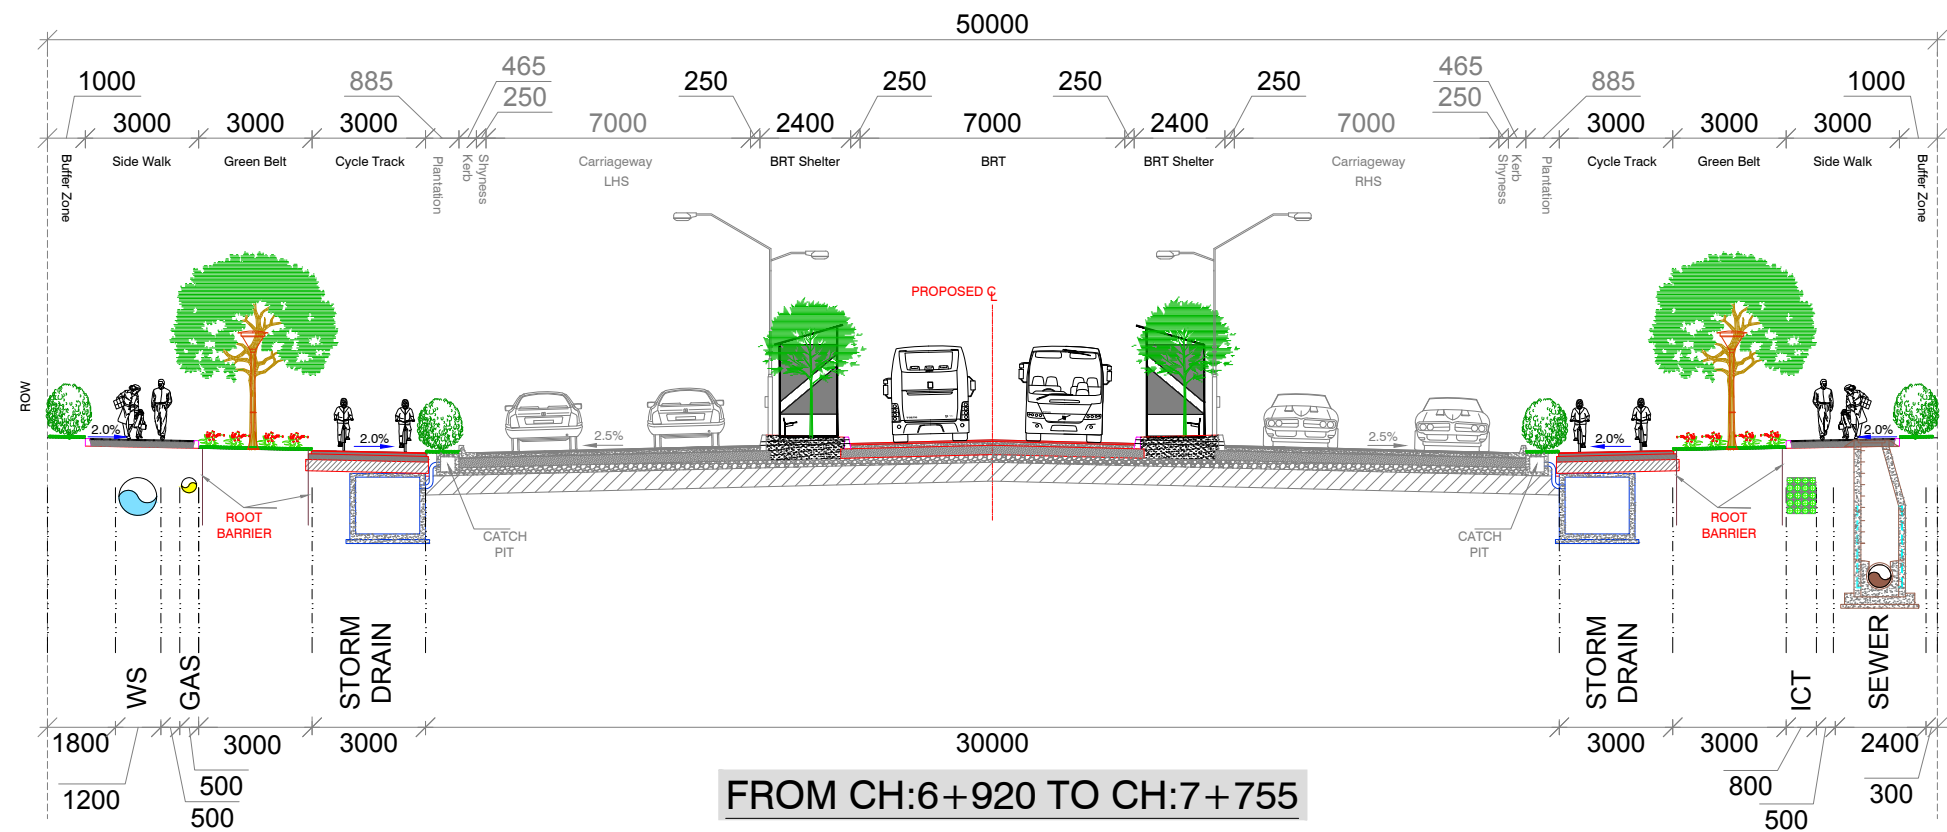 50000
1000 885 465 250 250 250 250 465 885 1000
250 250
3000 3000 3000 7000 2400 7000 2400 7000 3000 3000 3000
Buffer Zone Side Walk Green Belt Cycle Track Plantation Kerb Shyness Carriageway BRT Shelter BRT BRT Shelter Carriageway Shyness Kerb Plantation Cycle Track Green Belt Side Walk Buffer Zone
LHS RHS
PROPOSED CL
ROW
2.0% 2.0% 2.5% 2.5% 2.0% 2.0%
ROOT ROOT
BARRIER BARRIER
CATCH CATCH
PIT PIT
WS GAS STORM DRAIN STORM DRAIN ICT SEWER
1800 3000 3000 30000 3000 3000 2400
1200 500 800 300
500 500
FROM CH:6+920 TO CH:7+755